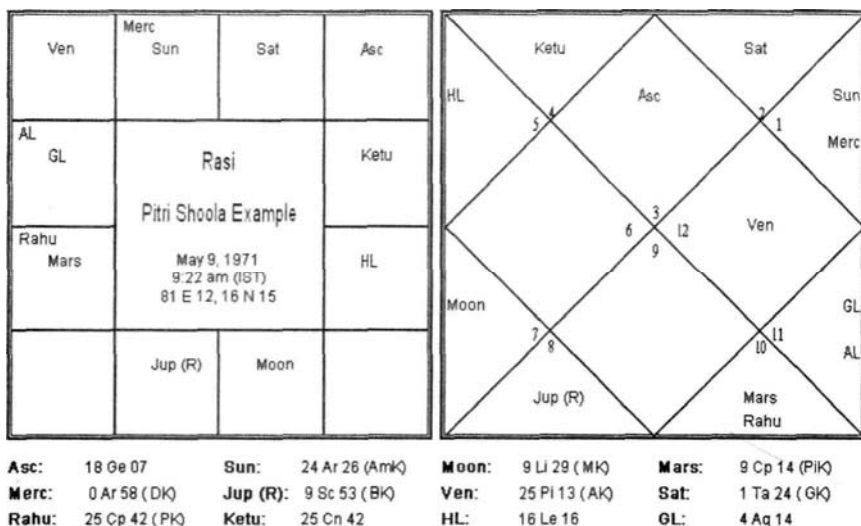 Ven
Merc
Sun
Sat
Asc
AL
GL
Rasi
Pitri Shoola Example
May 9, 1971
9:22 am (IST)
81 E 12, 16 N 15
Ketu
Rahu
Mars
HL
Jup (R)
Moon
Ketu
Sat
HL
Asc
Sun
4
2
5
1
Merc
3
6
12
Ven
9
Moon
GL
7
11
8
10
AL
Jup (R)
Mars
Rahu
Asc: 18 Ge 07 Sun: 24 Ar 26 (AmK) Moon: 9 Li 29 (MK) Mars: 9 Cp 14 (PiK)
Merc: 0 Ar 58 (DK) Jup (R): 9 Sc 53 (BK) Ven: 25 Pi 13 (AK) Sat: 1 Ta 24 (GK)
Rahu: 25 Cp 42 (PK) Ketu: 25 Cn 42 HL: 16 Le 16 GL: 4 Aq 14